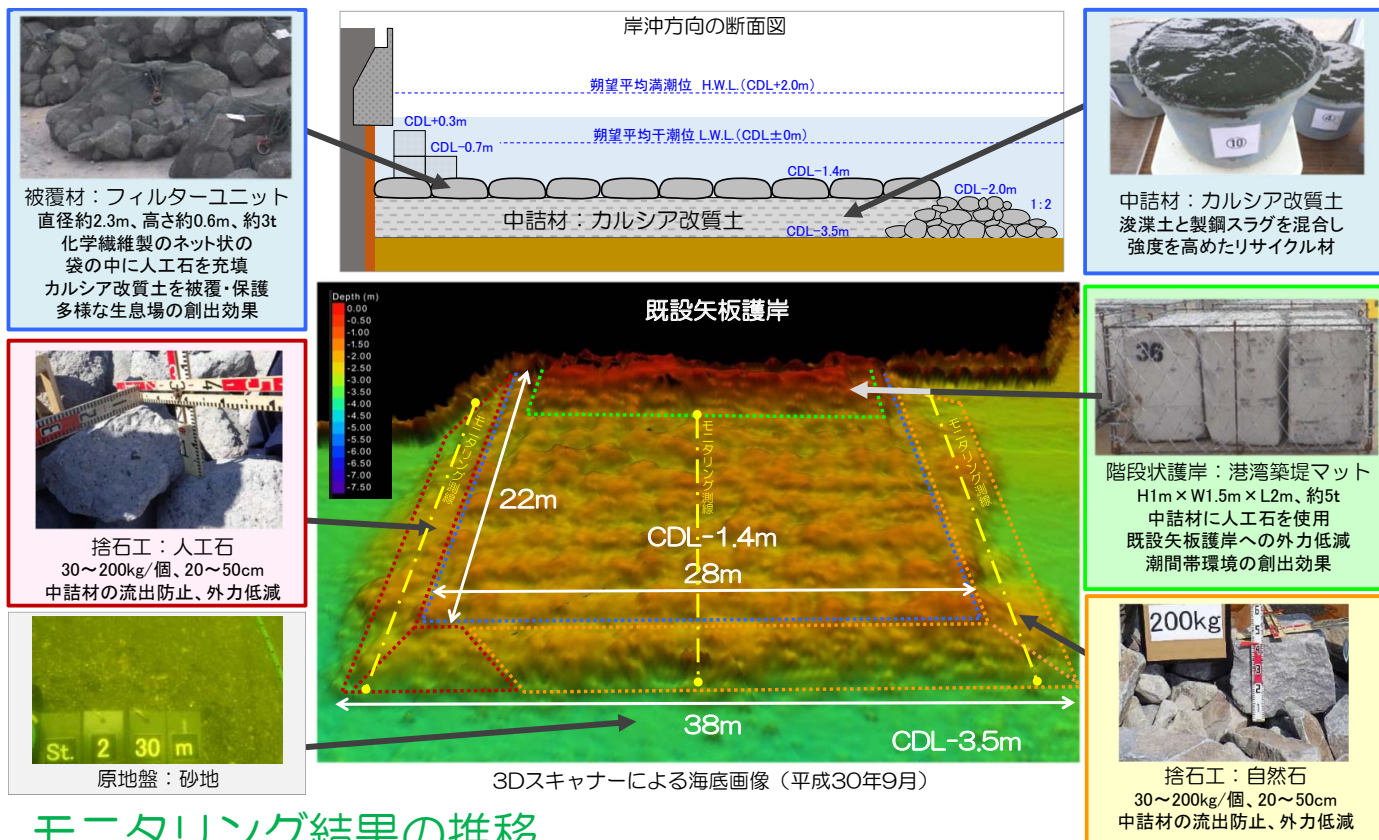 岸沖方向の断面図
朔望平均満潮位 H.W.L.(CDL+2.0m)
CDL+0.3m
朔望平均干潮位 L.W.L.(CDL±0m)
CDL-0.7m
CDL-1.4m
CDL-2.0m
1:2
中詰材：カルシア改質土
CDL-3.5m
被覆材：フィルターユニット
直径約2.3m、高さ約0.6m、約3t
化学繊維製のネット状の
袋の中に人工石を充填
カルシア改質土を被覆・保護
多様な生息場の創出効果
⑩
④
中詰材：カルシア改質土
浚渫土と製鋼スラグを混合し
強度を高めたリサイクル材
Depth (m)
0.00
-0.50
-1.00
-1.50
-2.00
-2.50
-3.00
-3.50
-4.00
-4.50
-5.00
-5.50
-6.00
-6.50
-7.00
-7.50
既設矢板護岸
モニタリング測線
モニタリング測線
モニタリング測線
22m
CDL-1.4m
28m
38m
CDL-3.5m
3Dスキャナーによる海底画像（平成30年9月）
捨石工：人工石
30～200kg/個、20～50cm
中詰材の流出防止、外力低減
St. 2 30 m
原地盤：砂地
36
階段状護岸：港湾築堤マット
H1m×W1.5m×L2m、約5t
中詰材に人工石を使用
既設矢板護岸への外力低減
潮間帯環境の創出効果
200kg
捨石工：自然石
30～200kg/個、20～50cm
中詰材の流出防止、外力低減
モニタリング結果の推移